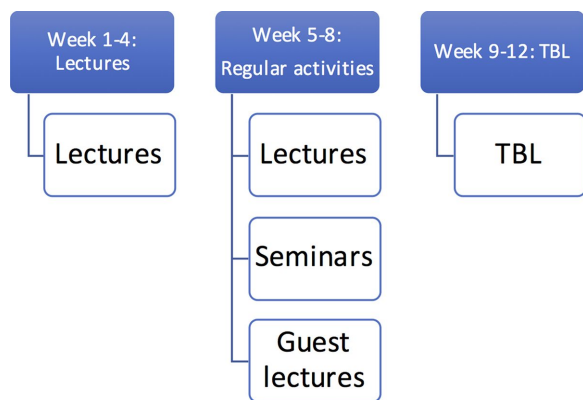 Week 1-4:
Lectures
Lectures
Week 5-8:
Regular activities
Lectures
Seminars
Guest
lectures
Week 9-12: TBL
TBL